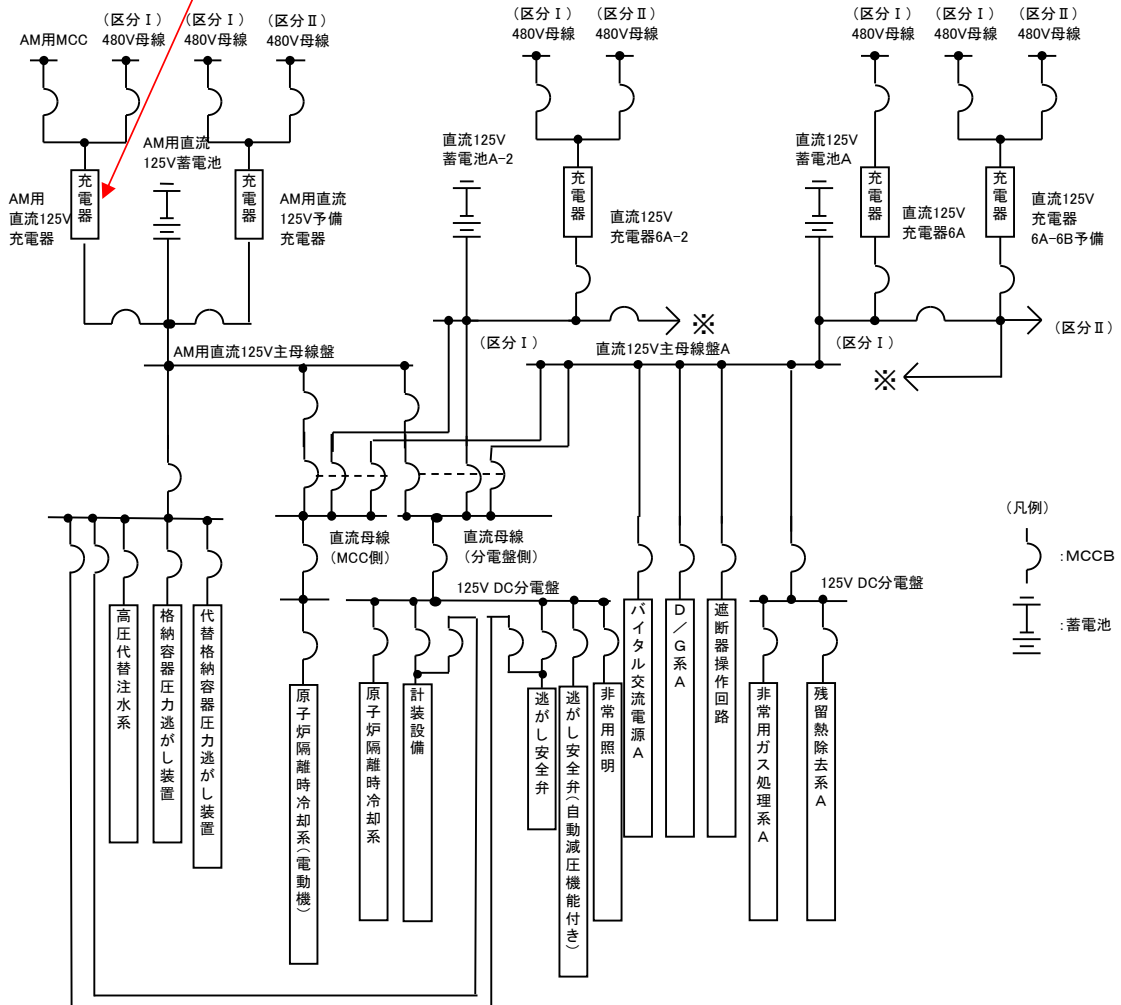 (区分Ⅰ)
(区分Ⅰ)
(区分Ⅱ)
AM用MCC
480V母線
480V母線
480V母線
(区分Ⅰ)
(区分Ⅱ)
480V母線
480V母線
(区分Ⅰ)
(区分Ⅰ)
(区分Ⅱ)
480V母線
480V母線
480V母線
AM用直流
125V蓄電池
直流125V
蓄電池A-2
直流125V
蓄電池A
充電器
充電器
充電器
充電器
充電器
AM用
直流125V
充電器
AM用直流
125V予備
充電器
直流125V
充電器6A-2
直流125V
充電器6A
直流125V
充電器
6A-6B予備
※
(区分Ⅱ)
AM用直流125V主母線盤
(区分Ⅰ)
直流125V主母線盤A
(区分Ⅰ)
※
直流母線
(MCC側)
直流母線
(分電盤側)
125V DC分電盤
125V DC分電盤
(凡例)
:MCCB
:蓄電池
高圧代替注水系
格納容器圧力逃がし装置
代替格納容器圧力逃がし装置
原子炉隔離時冷却系(電動機)
原子炉隔離時冷却系
計装設備
逃がし安全弁
逃がし安全弁(自動減圧機能付き)
非常用照明
バイタル交流電源A
D/G系A
遮断器操作回路
非常用ガス処理系A
残留熱除去系A